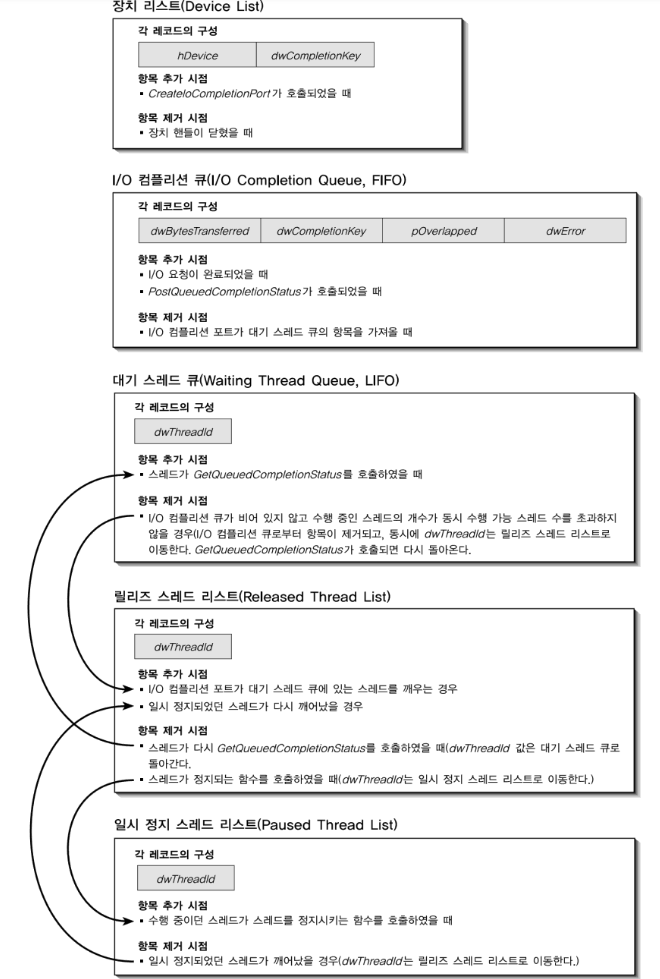 장치 리스트(Device List)
각 레코드의 구성
hDevice dwCompletionKey
항목 추가 시점
▪ CreateIoCompletionPort가 호출되었을 때
항목 제거 시점
▪ 장치 핸들이 닫혔을 때
I/O 컴플리션 큐(I/O Completion Queue, FIFO)
각 레코드의 구성
dwBytesTransferred dwCompletionKey pOverlapped dwError
항목 추가 시점
▪ I/O 요청이 완료되었을 때
▪ PostQueuedCompletionStatus가 호출되었을 때
항목 제거 시점
▪ I/O 컴플리션 포트가 대기 스레드 큐의 항목을 가져올 때
대기 스레드 큐(Waiting Thread Queue, LIFO)
각 레코드의 구성
dwThreadId
항목 추가 시점
▪ 스레드가 GetQueuedCompletionStatus를 호출하였을 때
항목 제거 시점
▪ I/O 컴플리션 큐가 비어 있지 않고 수행 중인 스레드의 개수가 동시 수행 가능 스레드 수를 초과하지
않을 경우(I/O 컴플리션 큐로부터 항목이 제거되고, 동시에 dwThreadId는 릴리즈 스레드 리스트로
이동한다. GetQueuedCompletionStatus가 호출되면 다시 돌아온다.
릴리즈 스레드 리스트(Released Thread List)
각 레코드의 구성
dwThreadId
항목 추가 시점
▪ I/O 컴플리션 포트가 대기 스레드 큐에 있는 스레드를 깨우는 경우
▪ 일시 정지되었던 스레드가 다시 깨어났을 경우
항목 제거 시점
▪ 스레드가 다시 GetQueuedCompletionStatus를 호출하였을 때(dwThreadId 값은 대기 스레드 큐로
돌아간다.
▪ 스레드가 정지되는 함수를 호출하였을 때(dwThreadId는 일시 정지 스레드 리스트로 이동한다.)
일시 정지 스레드 리스트(Paused Thread List)
각 레코드의 구성
dwThreadId
항목 추가 시점
▪ 수행 중이던 스레드가 스레드를 정지시키는 함수를 호출하였을 때
항목 제거 시점
▪ 일시 정지되었던 스레드가 깨어났을 경우(dwThreadId는 릴리즈 스레드 리스트로 이동한다.)